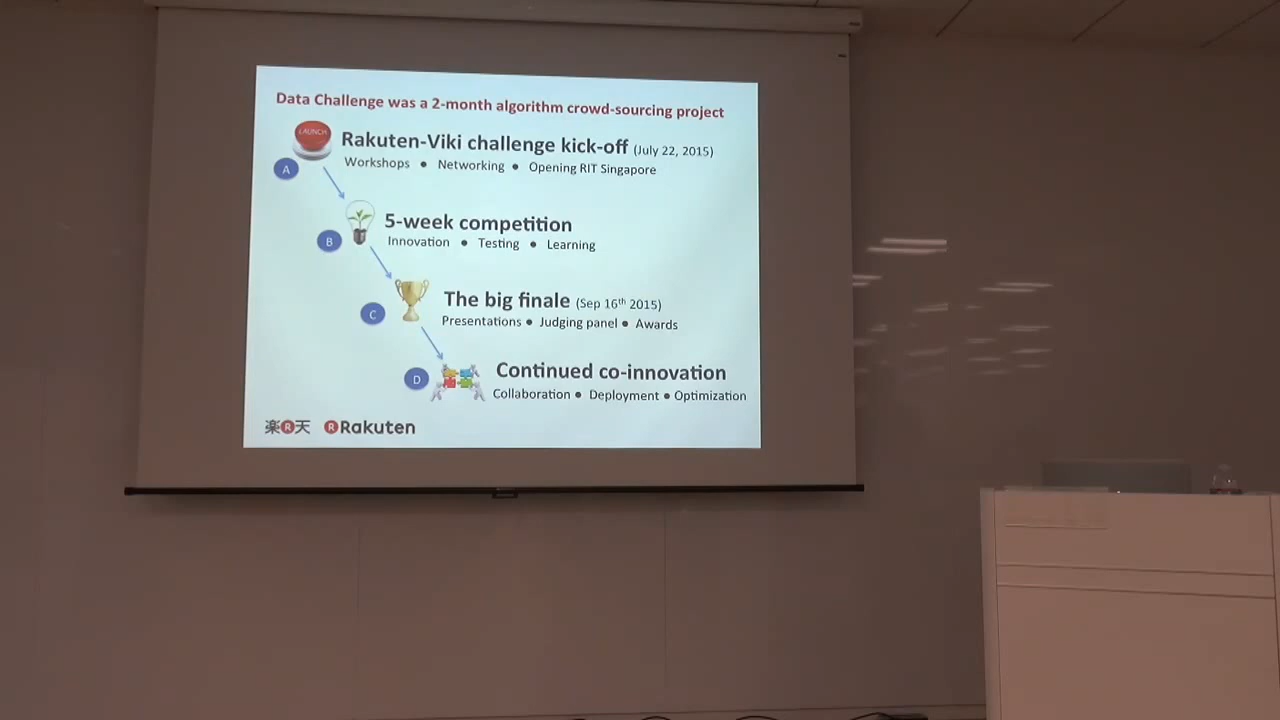 Data Challenge was a 2-month algorithm crowd-sourcing project
LAUNCH
Rakuten-Viki challenge kick-off (July 22, 2015)
A
Workshops ● Networking ● Opening RIT Singapore
5-week competition
B
Innovation ● Testing ● Learning
The big finale (Sep 16th 2015)
C
Presentations ● Judging panel ● Awards
Continued co-innovation
D
Collaboration ● Deployment ● Optimization
楽R天 R Rakuten